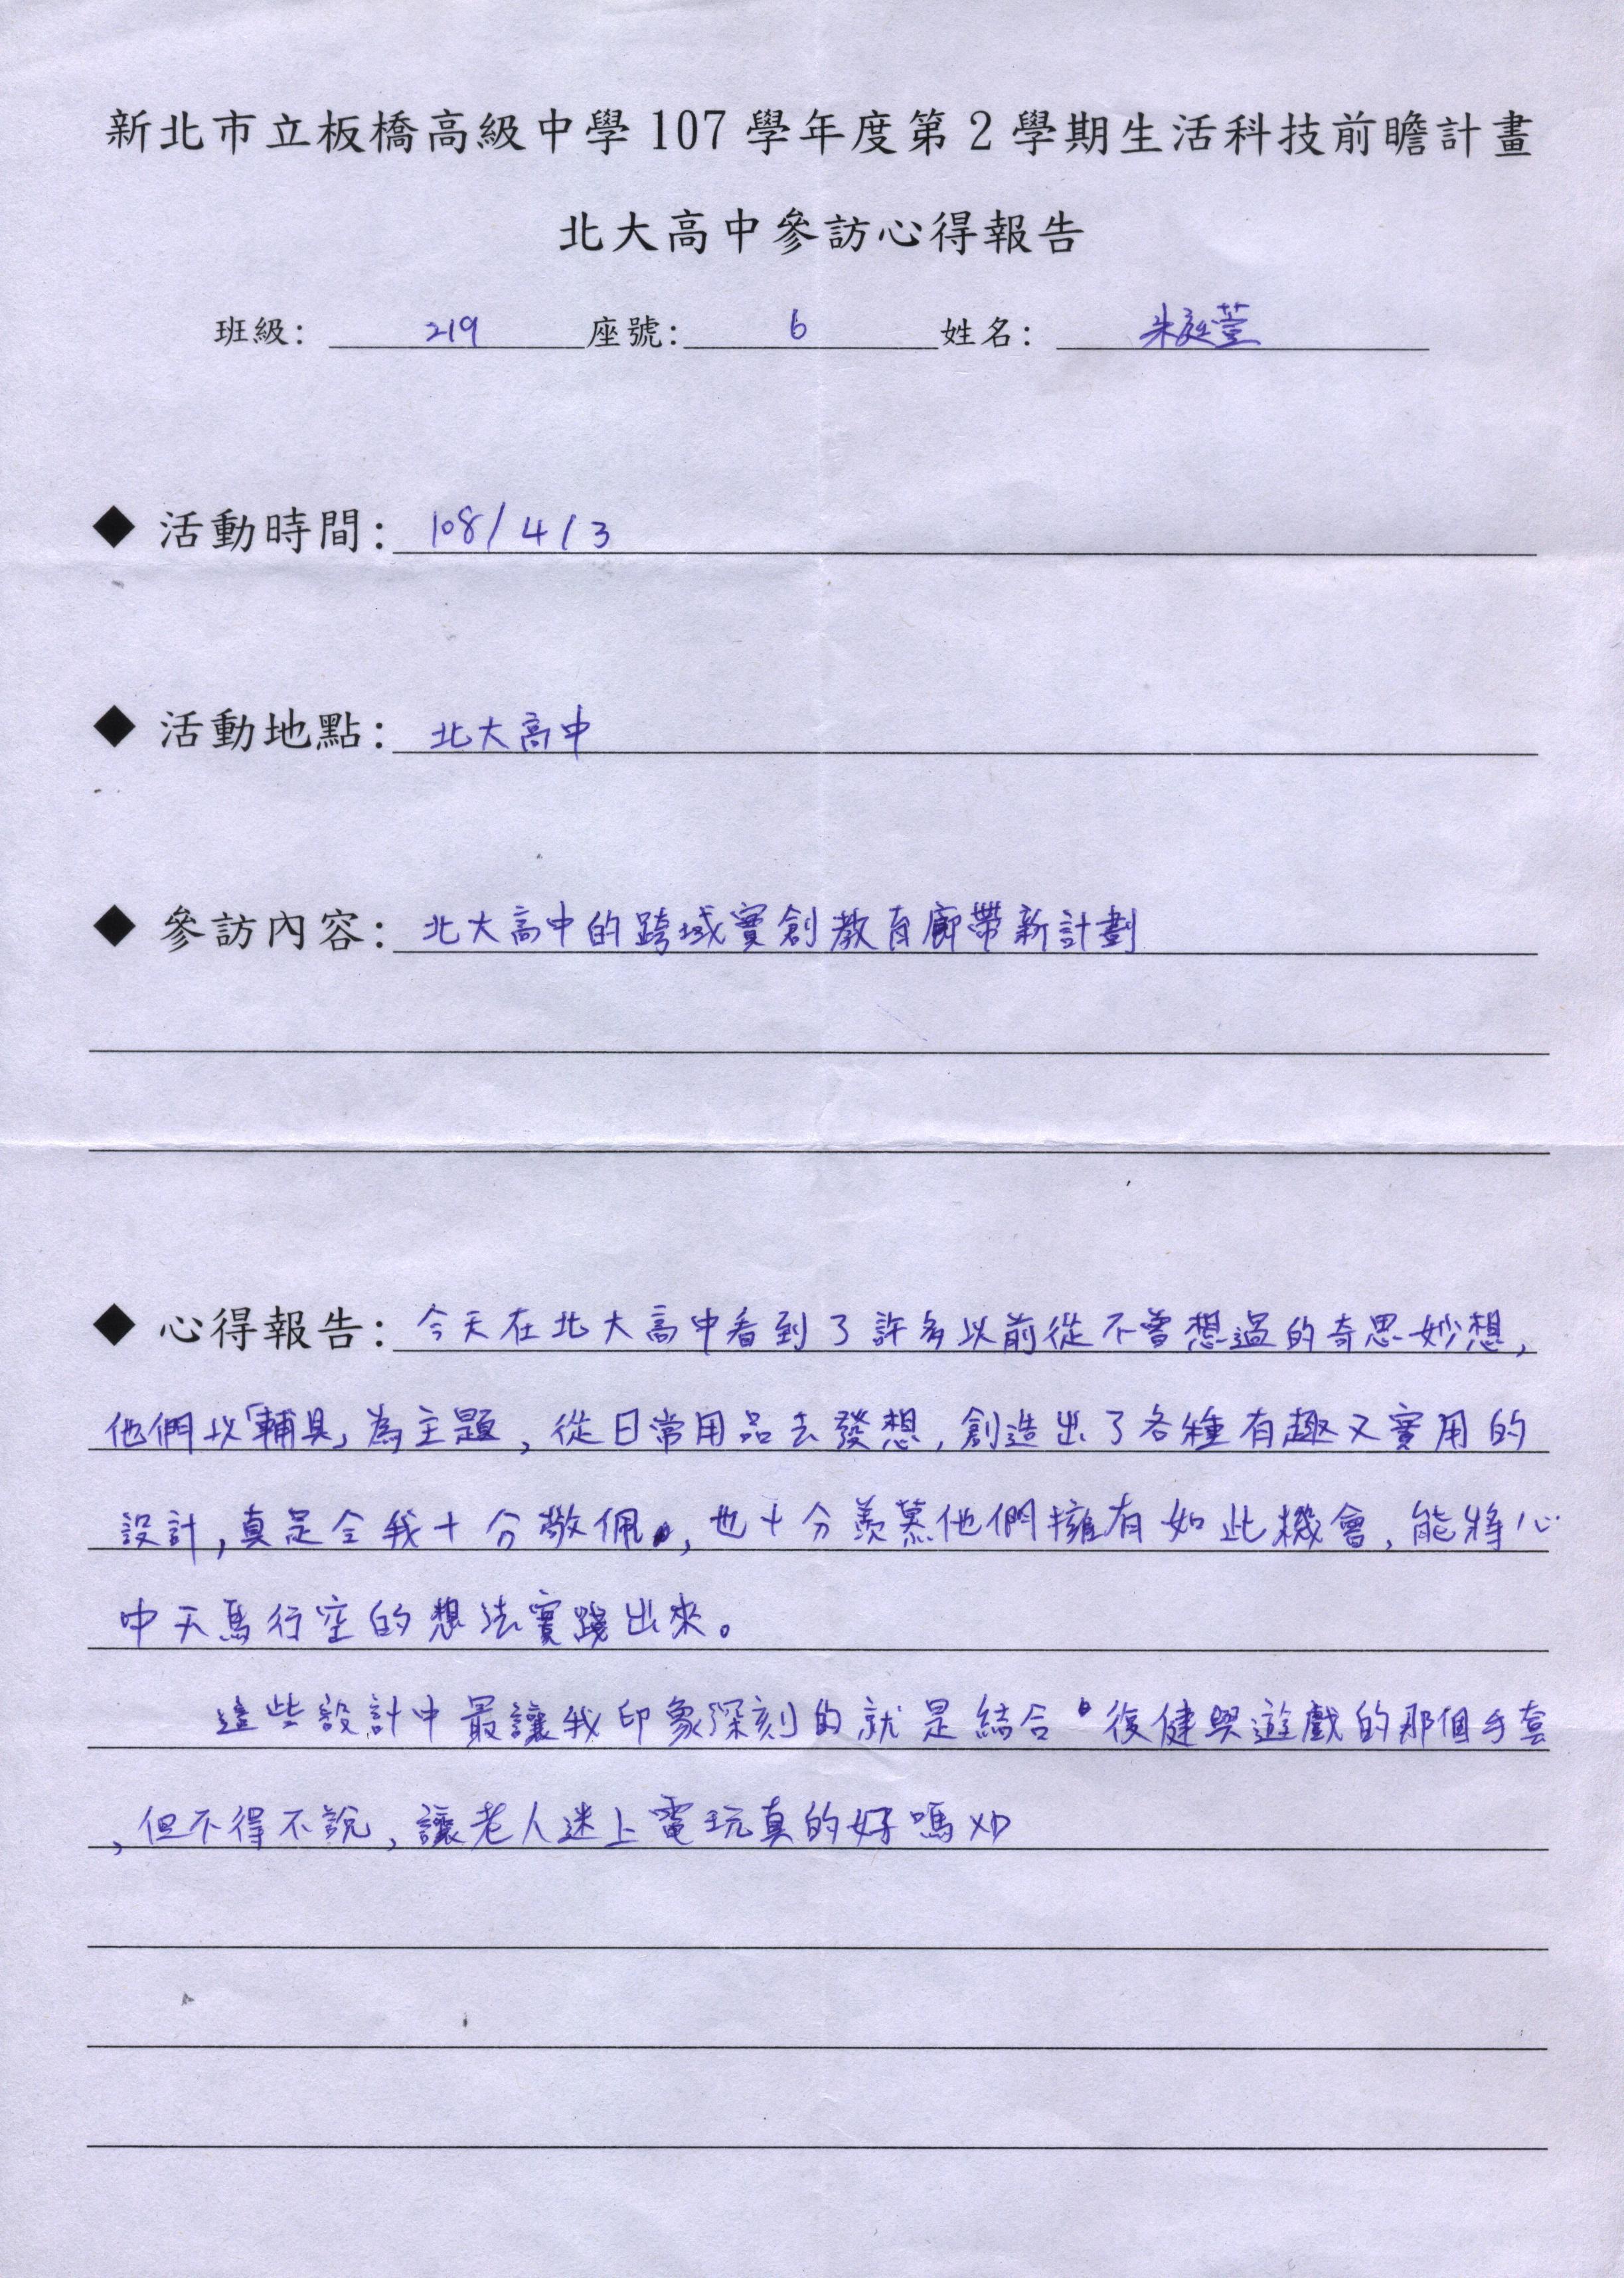 新北市立板橋高級中學 107 學年度第 2 學期生活科技前瞻計畫
北大高中參訪心得報告
班級: 219 座號: 6 姓名: 朱庭萱
◆ 活動時間: 108/4/3
◆ 活動地點: 北大高中
◆ 參訪內容: 北大高中的跨域實創教育廊帶新計劃
◆ 心得報告: 今天在北大高中看到了許多以前從不曾想過的奇思妙想,
他們以「輔具」為主題,從日常用品去發想,創造出了各種有趣又實用的
設計,真是令我十分敬佩,也十分羨慕他們擁有如此機會,能將心
中天馬行空的想法實踐出來。
這些設計中最讓我印象深刻的就是結合復健與遊戲的那個手套
,但不得不說,讓老人迷上電玩真的好嗎XD